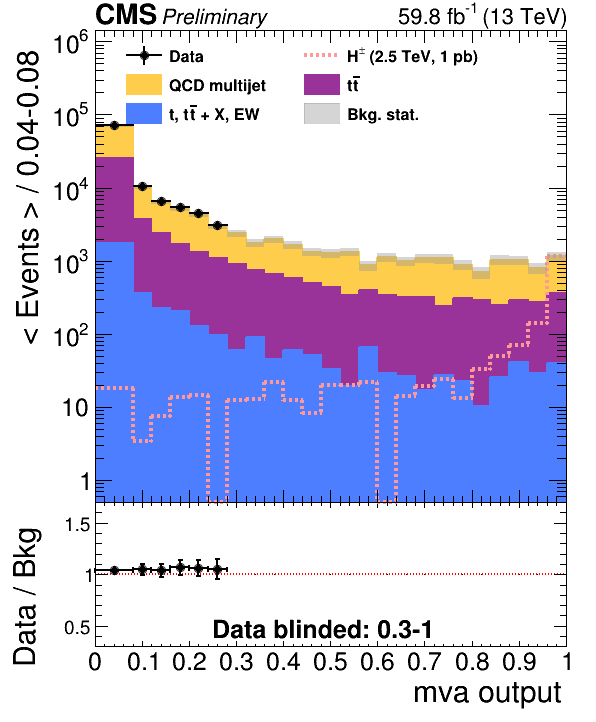 CMS Preliminary 59.8 fb⁻¹ (13 TeV)
< Events > / 0.04-0.08
10⁶
10⁵
10⁴
10³
10²
10
1
Data
H± (2.5 TeV, 1 pb)
QCD multijet
tt̅
t, tt̅ + X, EW
Bkg. stat.
Data / Bkg
1.5
1
0.5
Data blinded: 0.3-1
0 0.1 0.2 0.3 0.4 0.5 0.6 0.7 0.8 0.9 1
mva output